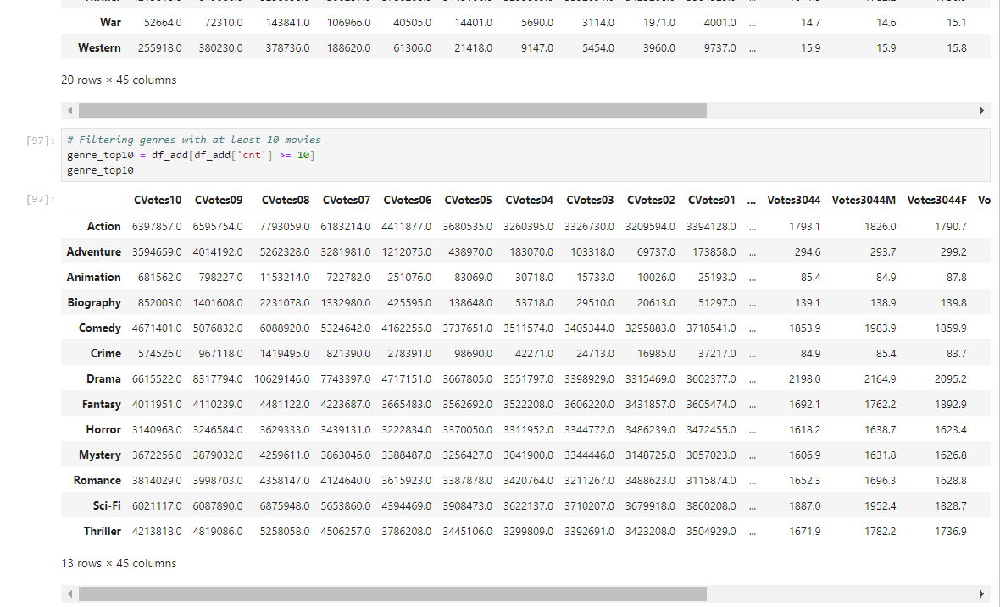 War 52664.0 72310.0 143841.0 106966.0 40505.0 14401.0 5690.0 3114.0 1971.0 4001.0 ... 14.7 14.6 15.1
Western 255918.0 380230.0 378736.0 188620.0 61306.0 21418.0 9147.0 5454.0 3960.0 9737.0 ... 15.9 15.9 15.8
20 rows × 45 columns
[97]: # Filtering genres with at least 10 movies
genre_top10 = df_add[df_add['cnt'] >= 10]
genre_top10
[97]: CVotes10 CVotes09 CVotes08 CVotes07 CVotes06 CVotes05 CVotes04 CVotes03 CVotes02 CVotes01 ... Votes3044 Votes3044M Votes3044F Vo
Action 6397857.0 6595754.0 7793059.0 6183214.0 4411877.0 3680535.0 3260395.0 3326730.0 3209594.0 3394128.0 ... 1793.1 1826.0 1790.7
Adventure 3594659.0 4014192.0 5262328.0 3281981.0 1212075.0 438970.0 183070.0 103318.0 69737.0 173858.0 ... 294.6 293.7 299.2
Animation 681562.0 798227.0 1153214.0 722782.0 251076.0 83069.0 30718.0 15733.0 10026.0 25193.0 ... 85.4 84.9 87.8
Biography 852003.0 1401608.0 2231078.0 1332980.0 425595.0 138648.0 53718.0 29510.0 20613.0 51297.0 ... 139.1 138.9 139.8
Comedy 4671401.0 5076832.0 6088920.0 5324642.0 4162255.0 3737651.0 3511574.0 3405344.0 3295883.0 3718541.0 ... 1853.9 1983.9 1859.9
Crime 574526.0 967118.0 1419495.0 821390.0 278391.0 98690.0 42271.0 24713.0 16985.0 37217.0 ... 84.9 85.4 83.7
Drama 6615522.0 8317794.0 10629146.0 7743397.0 4717151.0 3667805.0 3551797.0 3398929.0 3315469.0 3602377.0 ... 2198.0 2164.9 2095.2
Fantasy 4011951.0 4110239.0 4481122.0 4223687.0 3665483.0 3562692.0 3522208.0 3606220.0 3431857.0 3605474.0 ... 1692.1 1762.2 1892.9
Horror 3140968.0 3246584.0 3629333.0 3439131.0 3222834.0 3370050.0 3311952.0 3344772.0 3486239.0 3472455.0 ... 1618.2 1638.7 1623.4
Mystery 3672256.0 3879032.0 4259611.0 3863046.0 3388487.0 3256427.0 3041900.0 3344446.0 3148725.0 3057023.0 ... 1606.9 1631.8 1626.8
Romance 3814029.0 3998703.0 4358147.0 4124640.0 3615923.0 3387878.0 3420764.0 3211267.0 3488623.0 3115874.0 ... 1652.3 1696.3 1628.8
Sci-Fi 6021117.0 6087890.0 6875948.0 5653860.0 4394469.0 3908473.0 3622137.0 3710207.0 3679918.0 3860208.0 ... 1887.0 1952.4 1828.7
Thriller 4213818.0 4819086.0 5258058.0 4506257.0 3786208.0 3445106.0 3299809.0 3392691.0 3423208.0 3504929.0 ... 1671.9 1782.2 1736.9
13 rows × 45 columns